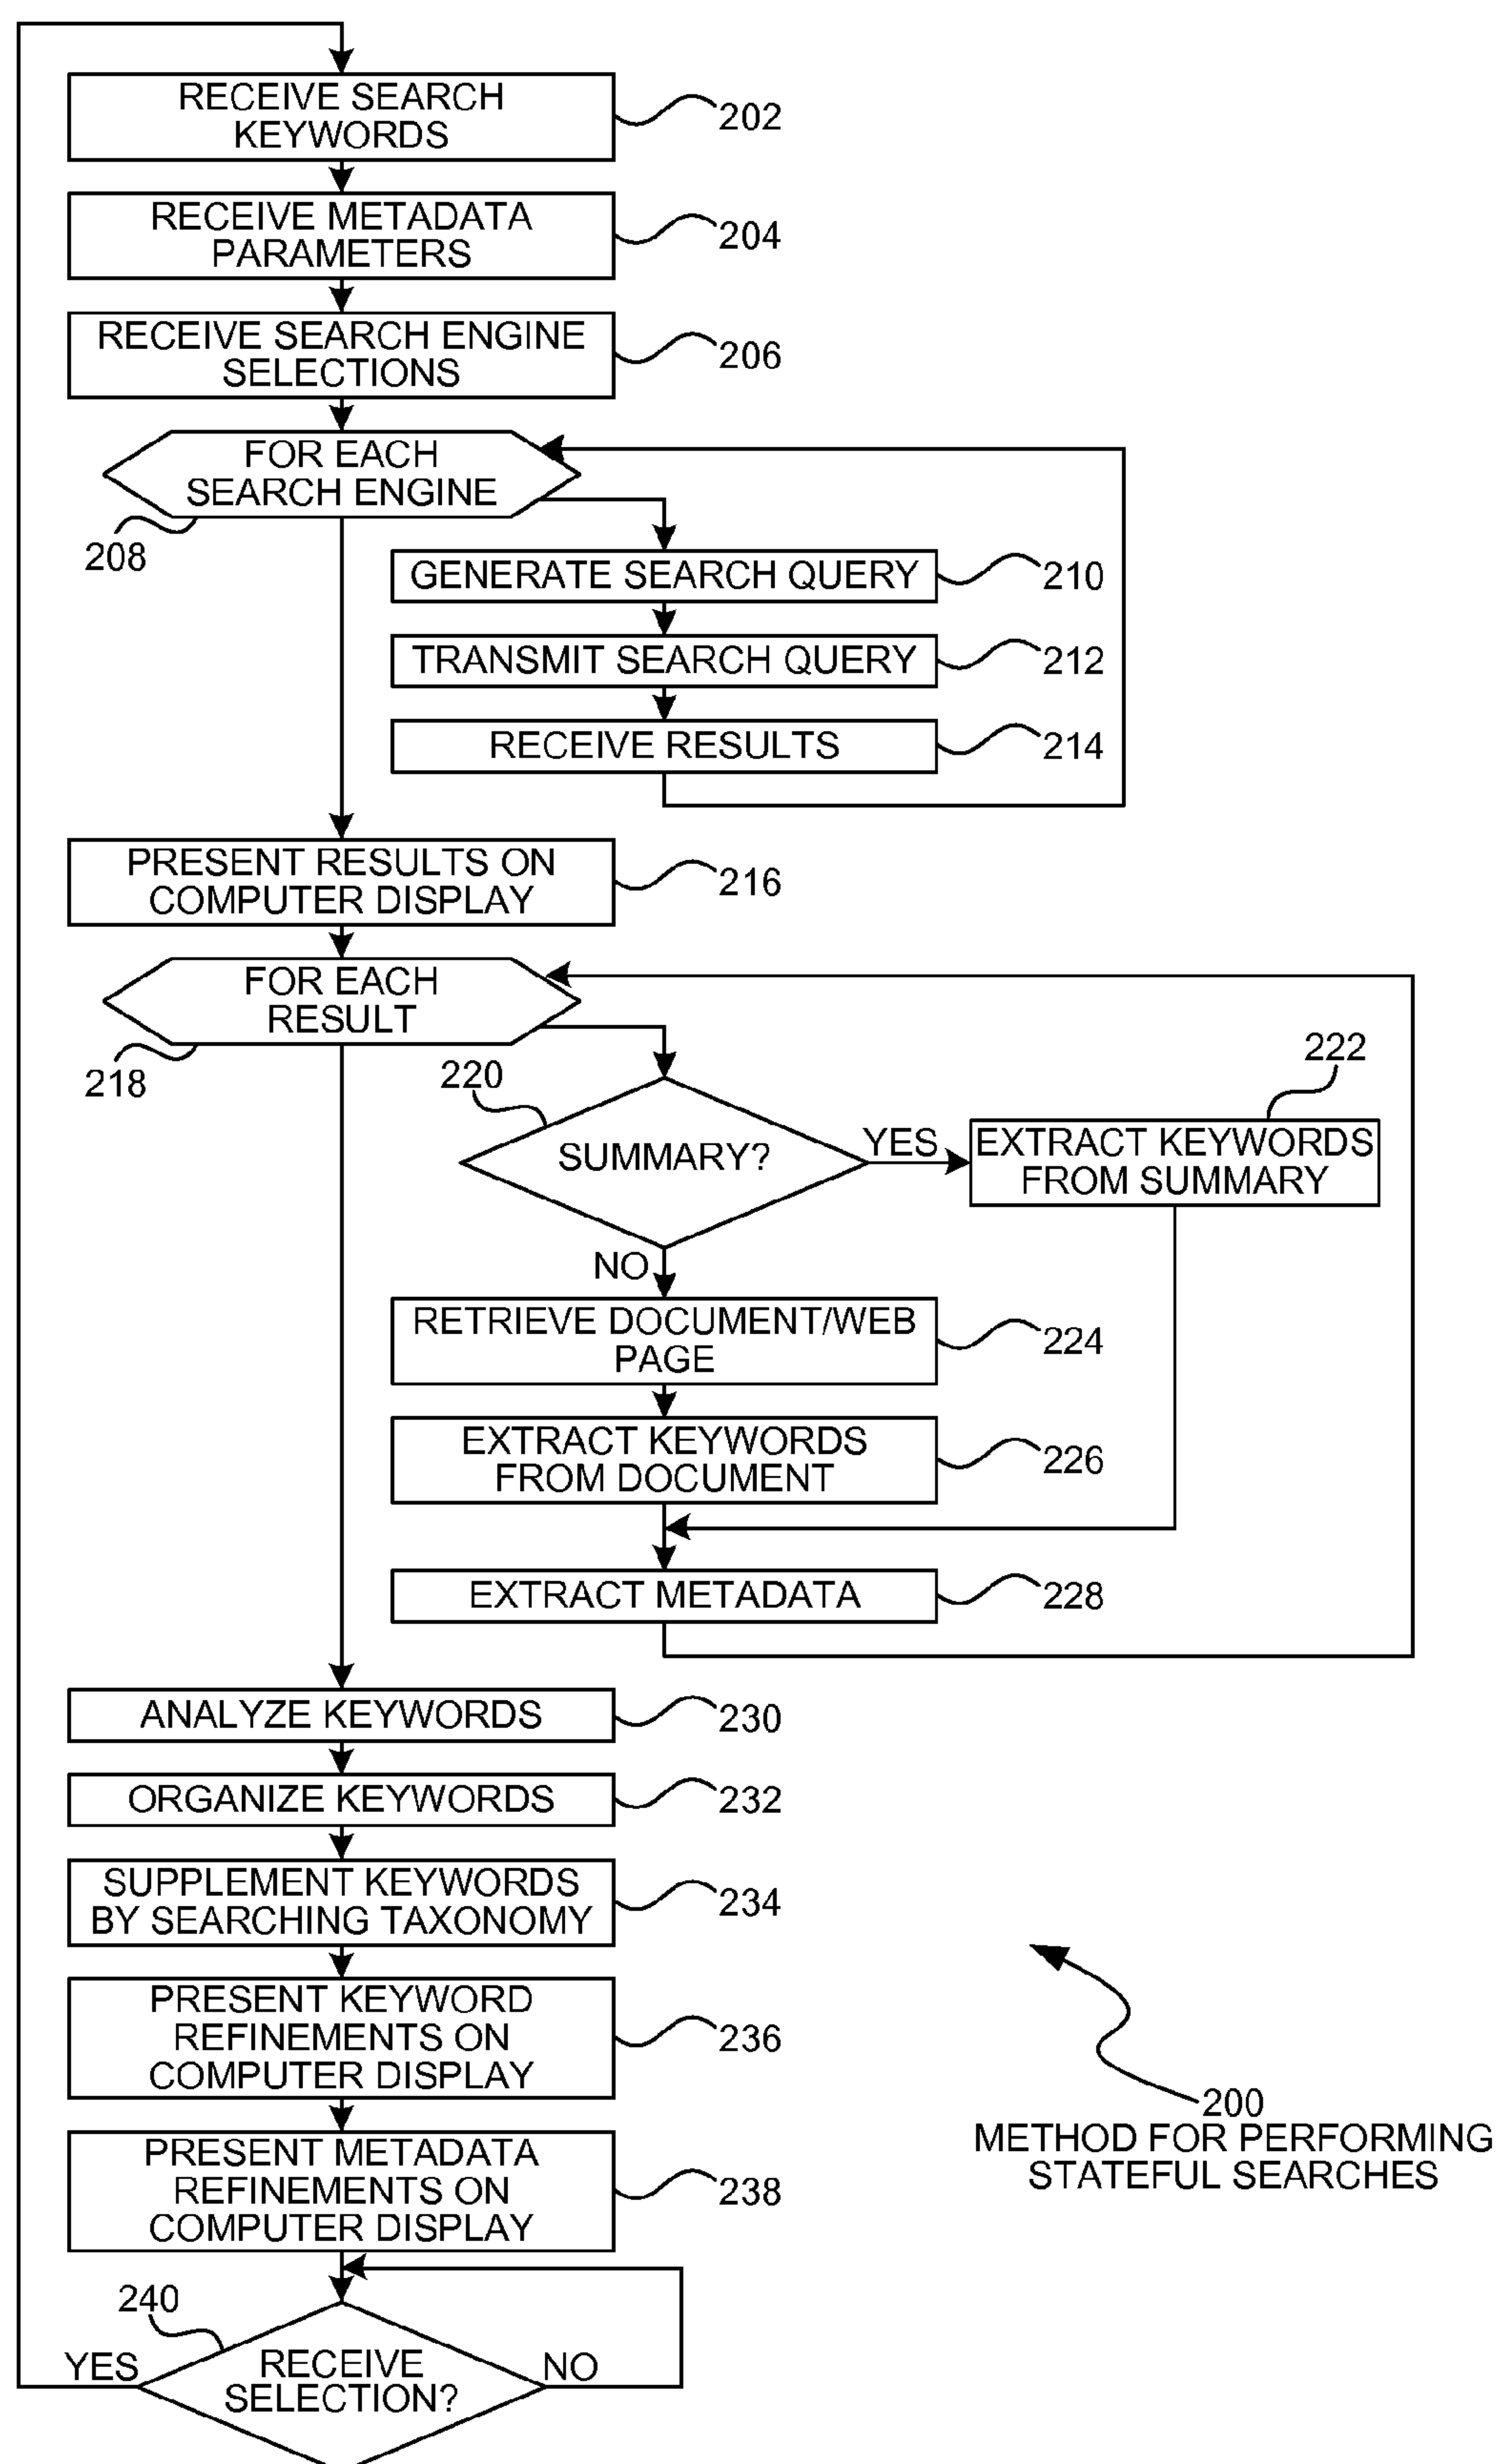 RECEIVE SEARCH
KEYWORDS
202
RECEIVE METADATA
PARAMETERS
204
RECEIVE SEARCH ENGINE
SELECTIONS
206
FOR EACH
SEARCH ENGINE
208
GENERATE SEARCH QUERY
210
TRANSMIT SEARCH QUERY
212
RECEIVE RESULTS
214
PRESENT RESULTS ON
COMPUTER DISPLAY
216
FOR EACH
RESULT
218
220
SUMMARY?
YES
222
EXTRACT KEYWORDS
FROM SUMMARY
NO
RETRIEVE DOCUMENT/WEB
PAGE
224
EXTRACT KEYWORDS
FROM DOCUMENT
226
EXTRACT METADATA
228
ANALYZE KEYWORDS
230
ORGANIZE KEYWORDS
232
SUPPLEMENT KEYWORDS
BY SEARCHING TAXONOMY
234
PRESENT KEYWORD
REFINEMENTS ON
COMPUTER DISPLAY
236
PRESENT METADATA
REFINEMENTS ON
COMPUTER DISPLAY
238
240
YES
RECEIVE
SELECTION?
NO
200
METHOD FOR PERFORMING
STATEFUL SEARCHES